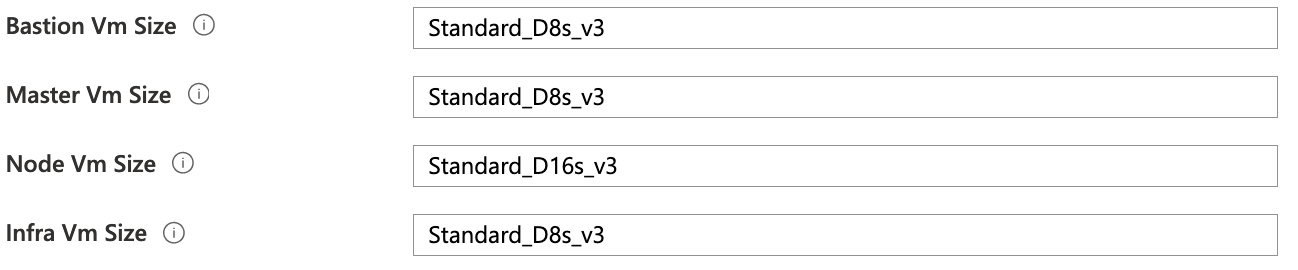 Bastion Vm Size Standard_D8s_v3
Master Vm Size Standard_D8s_v3
Node Vm Size Standard_D16s_v3
Infra Vm Size Standard_D8s_v3